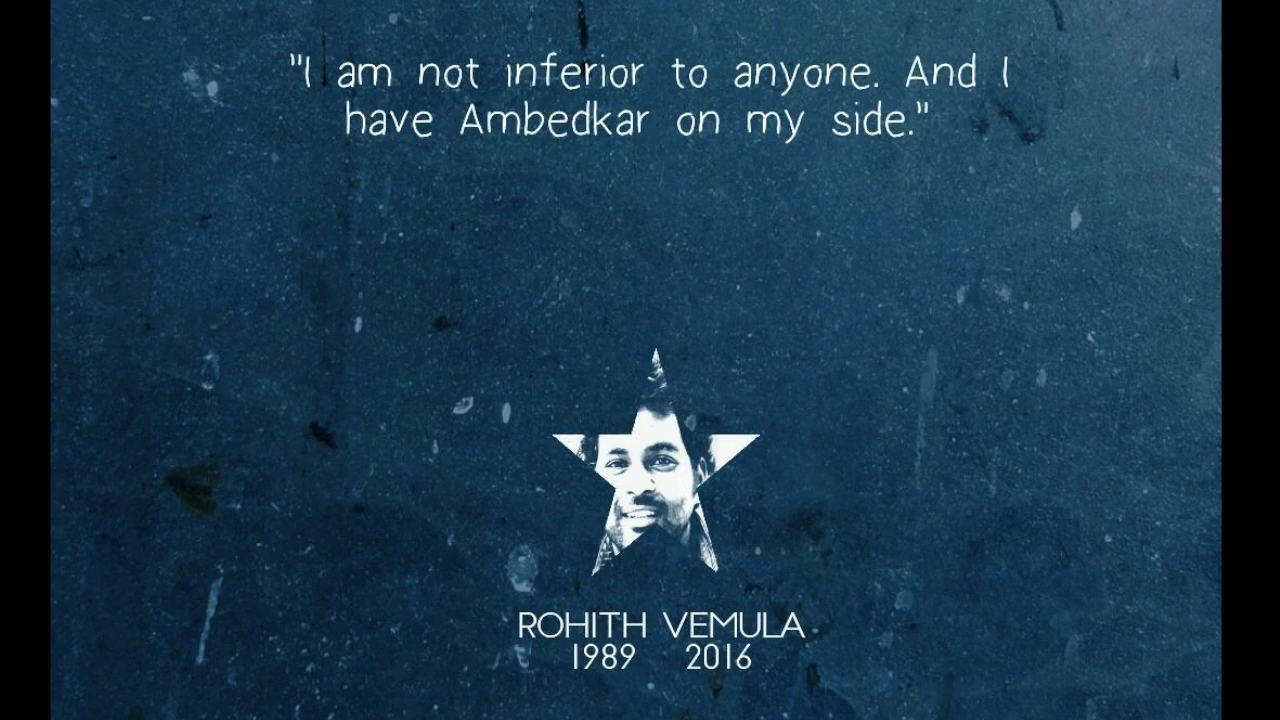 "I am not inferior to anyone. And I
have Ambedkar on my side."
ROHITH VEMULA
1989 2016